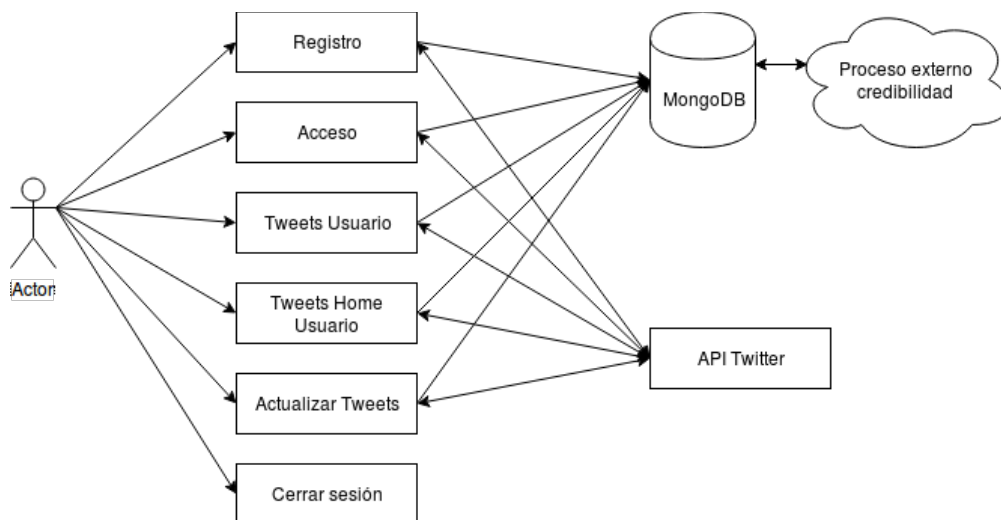 Registro
Acceso
Tweets Usuario
Tweets Home
Usuario
Actualizar Tweets
Cerrar sesión
Actor
MongoDB
Proceso externo
credibilidad
API Twitter